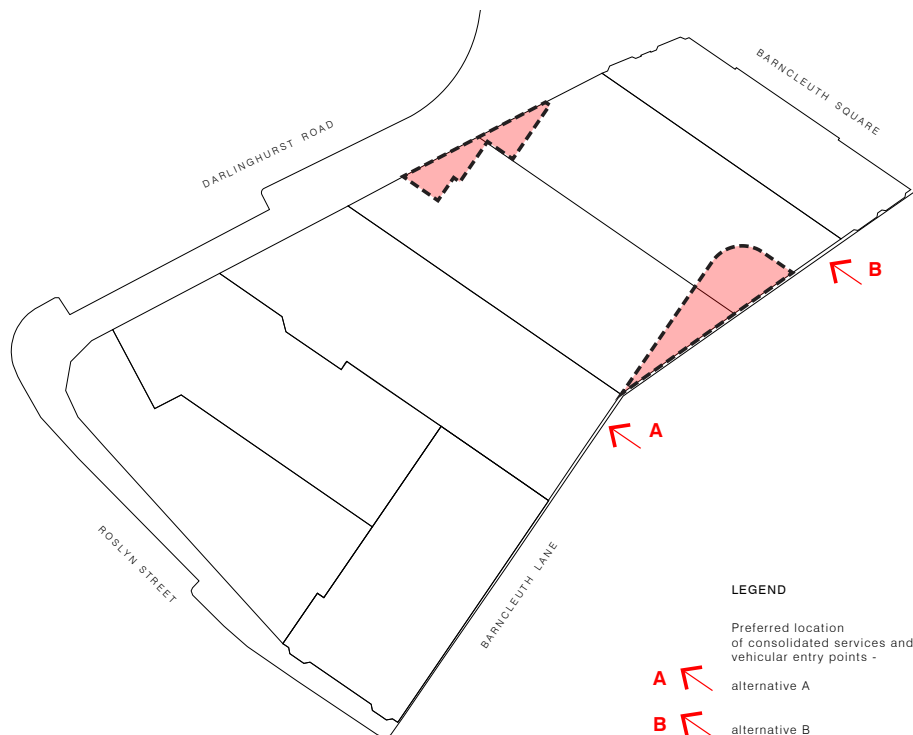 BARNCLEUTH SQUARE
DARLINGHURST ROAD
B
A
ROSLYN STREET
BARNCLEUTH LANE
LEGEND
Preferred location
of consolidated services and
vehicular entry points -
A alternative A
B alternative B